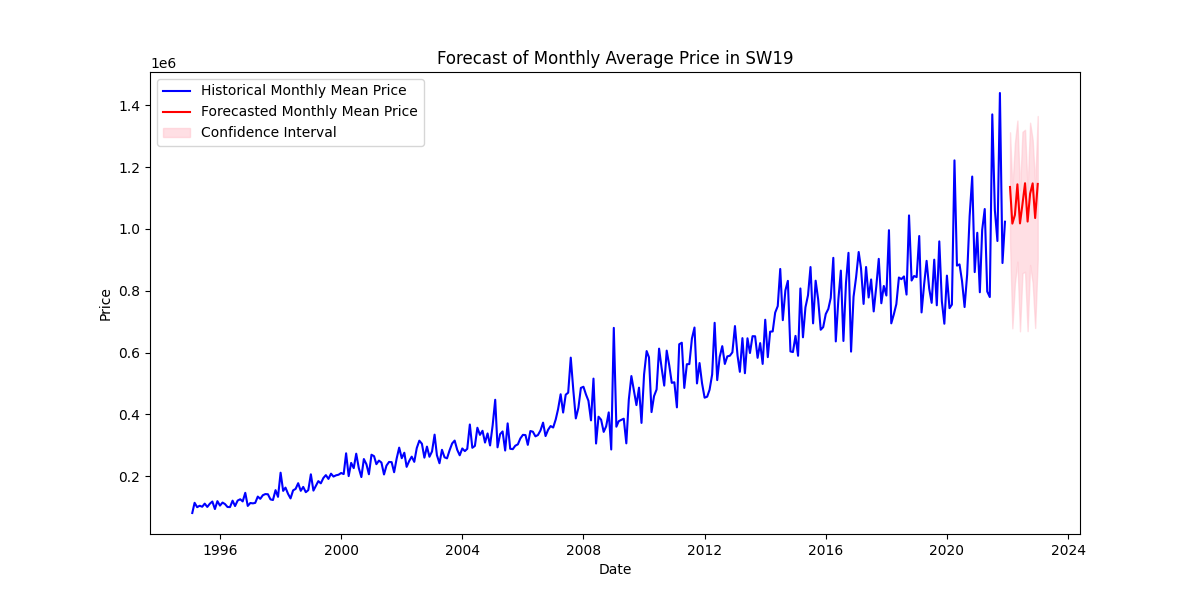 Forecast of Monthly Average Price in SW19
1e6
Historical Monthly Mean Price
Forecasted Monthly Mean Price
Confidence Interval
1.4
1.2
1.0
0.8
0.6
0.4
0.2
Price
1996 2000 2004 2008 2012 2016 2020 2024
Date